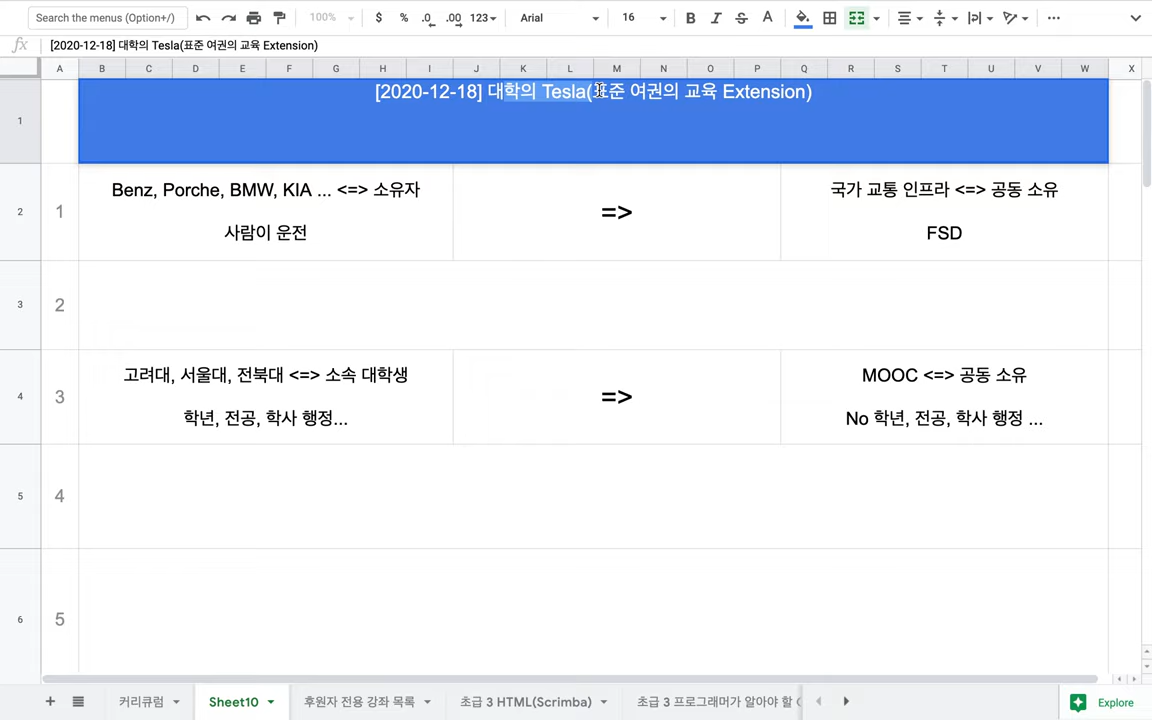 Search the menus (Option+/)
100%
$ % .0 .00 123
Arial
16
B I S A
fx [2020-12-18] 대학의 Tesla(표준 여권의 교육 Extension)
A B C D E F G H I J K L M N O P Q R S T U V W X
1
[2020-12-18] 대학의 Tesla(표준 여권의 교육 Extension)
2
1
Benz, Porche, BMW, KIA ... <=> 소유자
사람이 운전
=>
국가 교통 인프라 <=> 공동 소유
FSD
3
2
4
3
고려대, 서울대, 전북대 <=> 소속 대학생
학년, 전공, 학사 행정...
=>
MOOC <=> 공동 소유
No 학년, 전공, 학사 행정 ...
5
4
6
5
커리큘럼
Sheet10
후원자 전용 강좌 목록
초급 3 HTML(Scrimba)
초급 3 프로그래머가 알아야 할
Explore